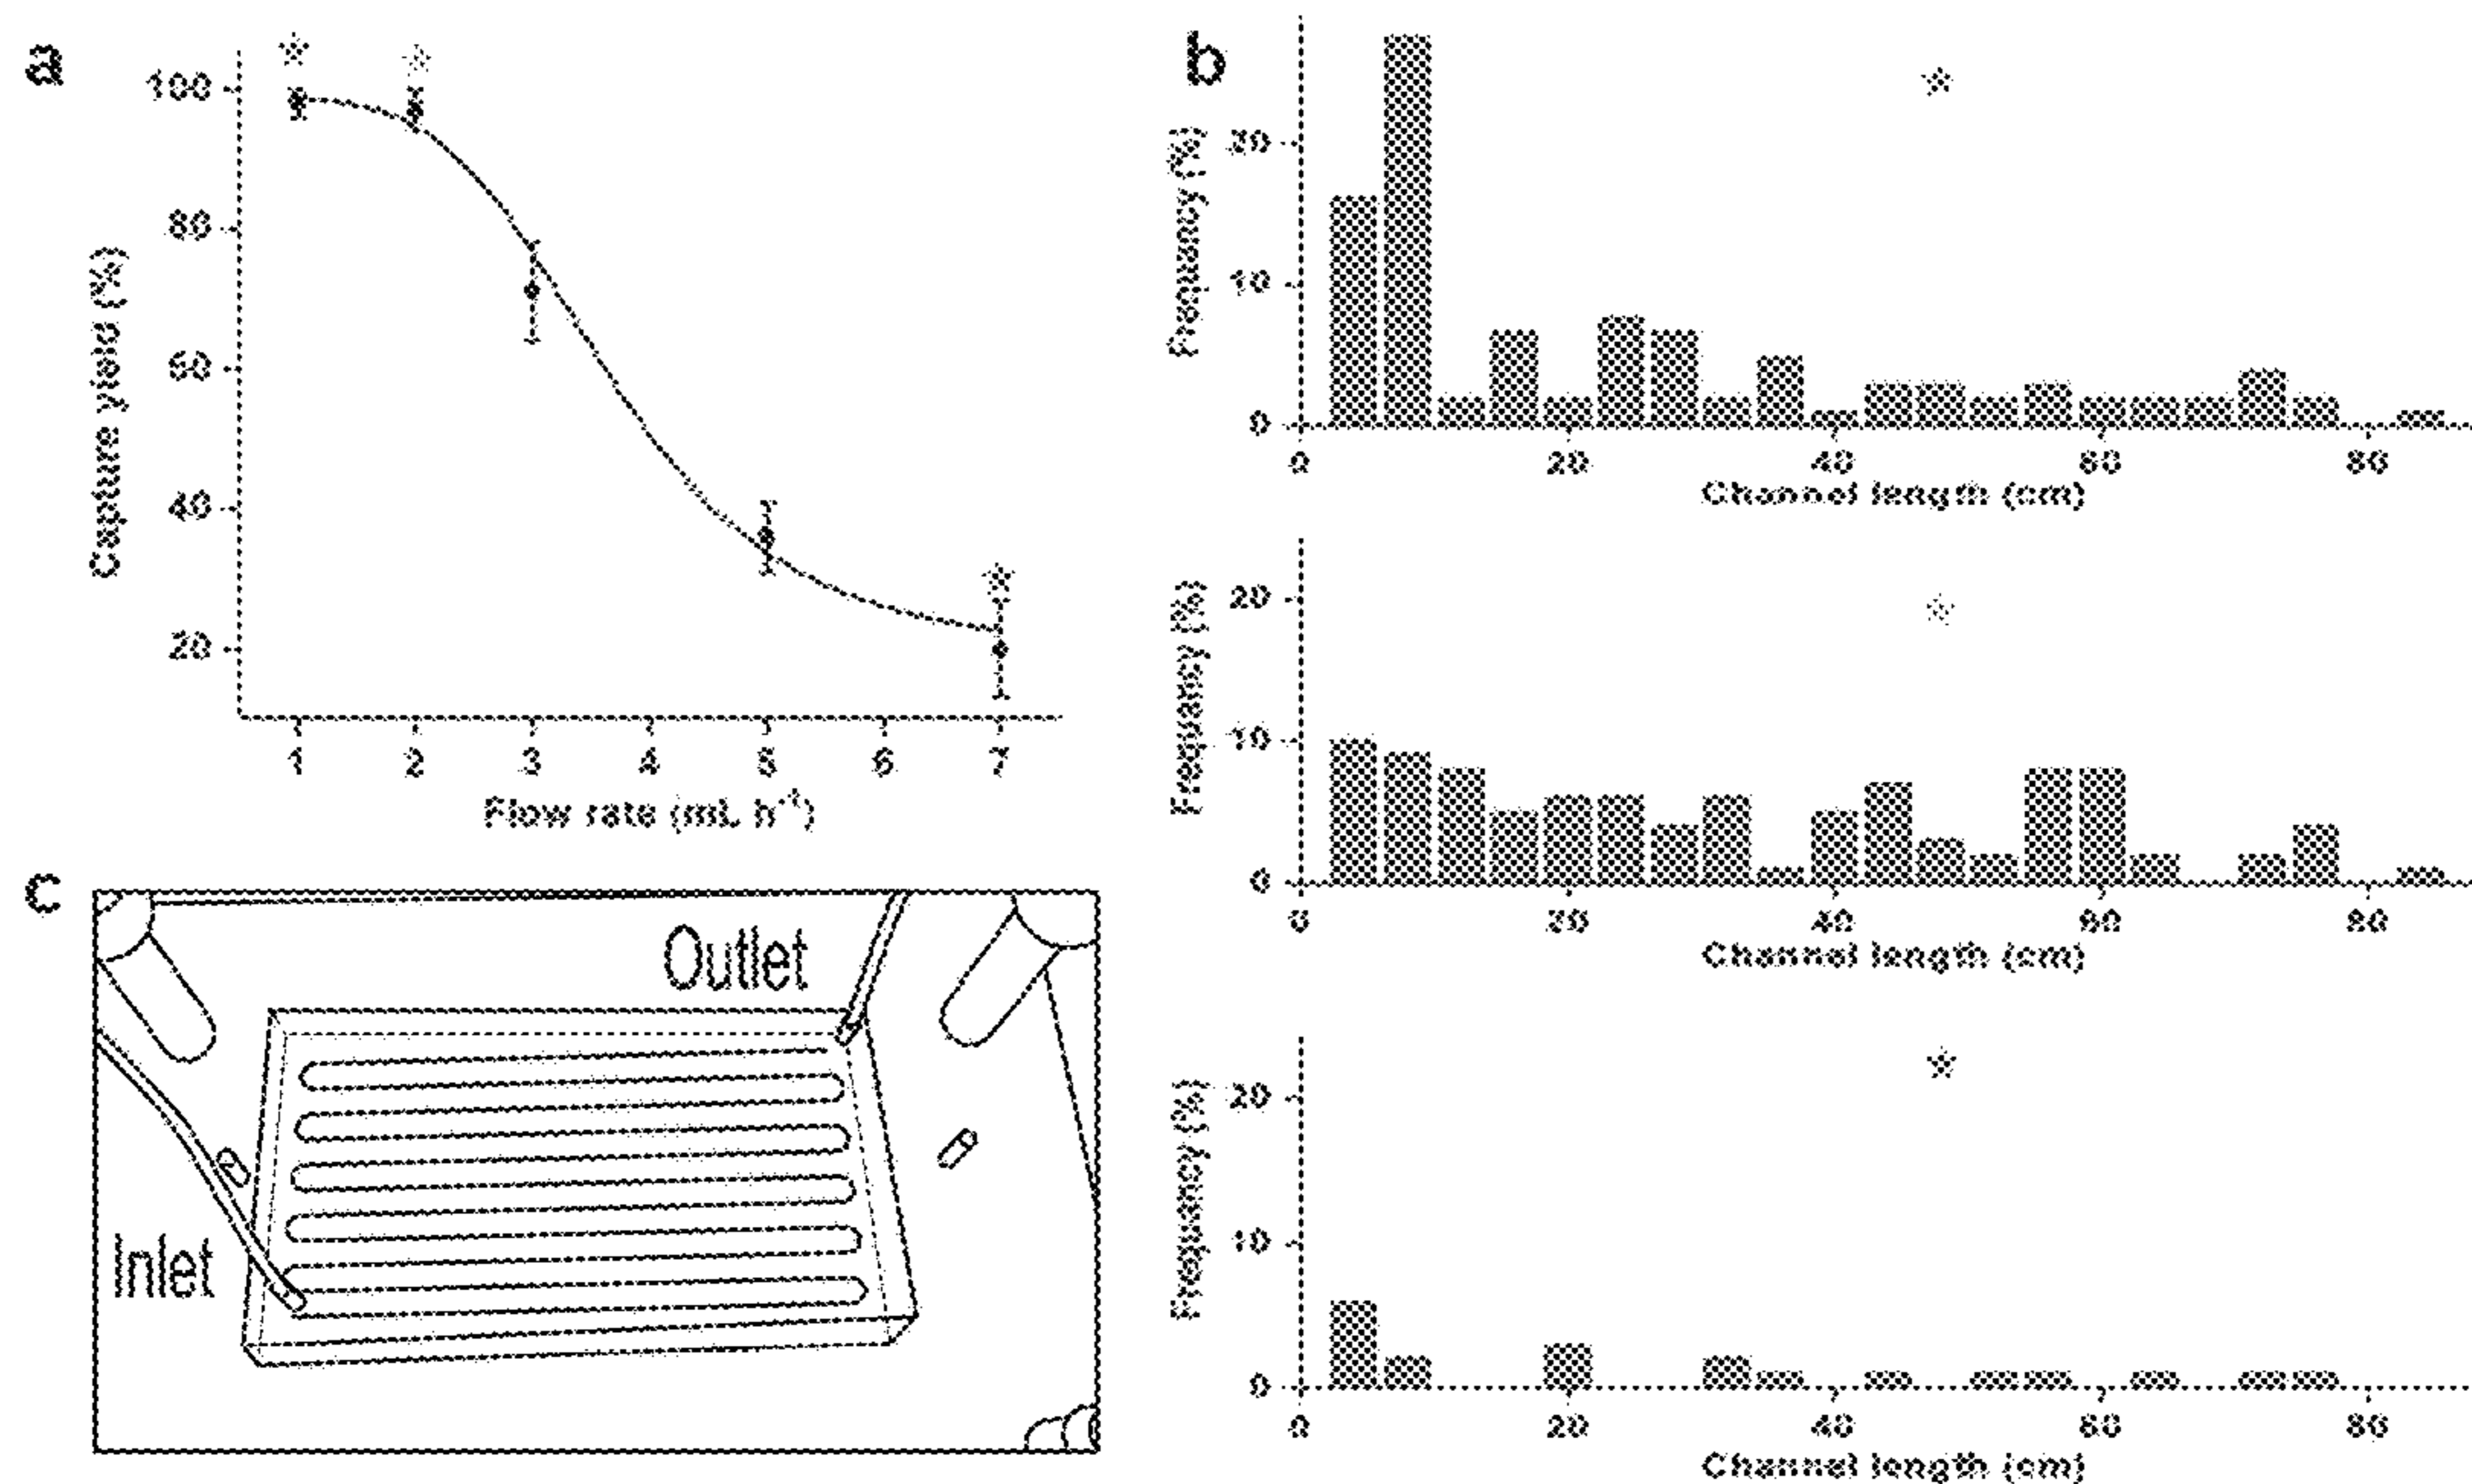 a
100
80
60
40
20
Capture yield (%)
1 2 3 4 5 6 7
Flow rate (mL h⁻¹)
b
20
10
0
Frequency (%)
0 20 40 60 80
Channel length (cm)
20
10
0
Frequency (%)
0 20 40 60 80
Channel length (cm)
20
10
0
Frequency (%)
0 20 40 60 80
Channel length (cm)
c
Outlet
Inlet